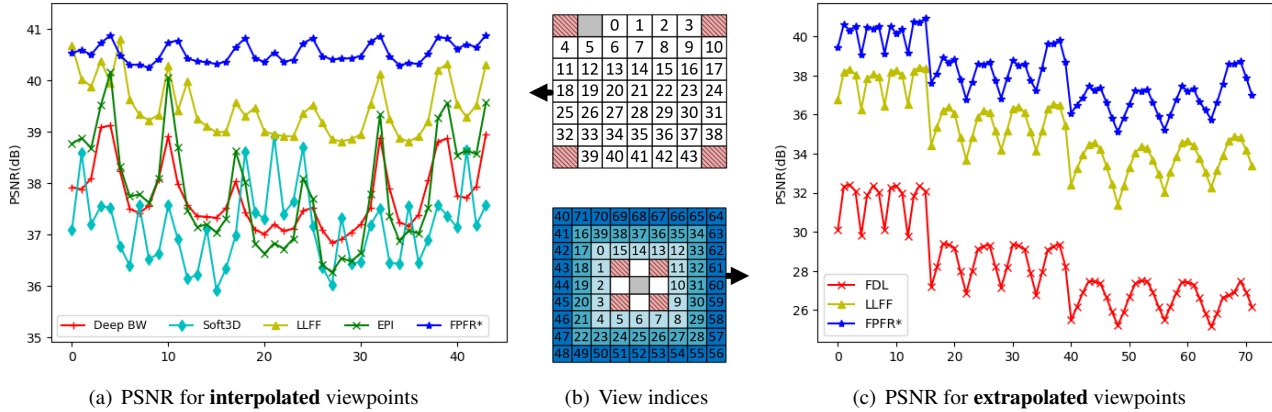 41
40
39
38
37
36
35
PSNR(dB)
0 10 20 30 40
Deep BW Soft3D LLFF EPI FPFR*
(a) PSNR for interpolated viewpoints
0 1 2 3
4 5 6 7 8 9 10
11 12 13 14 15 16 17
18 19 20 21 22 23 24
25 26 27 28 29 30 31
32 33 34 35 36 37 38
39 40 41 42 43
40 71 70 69 68 67 66 65 64
41 16 39 38 37 36 35 34 63
42 17 0 15 14 13 12 33 62
43 18 1 11 32 61
44 19 2 10 31 60
45 20 3 9 30 59
46 21 4 5 6 7 8 29 58
47 22 23 24 25 26 27 28 57
48 49 50 51 52 53 54 55 56
(b) View indices
40
38
36
34
32
30
28
26
PSNR(dB)
0 10 20 30 40 50 60 70
FDL
LLFF
FPFR*
(c) PSNR for extrapolated viewpoints